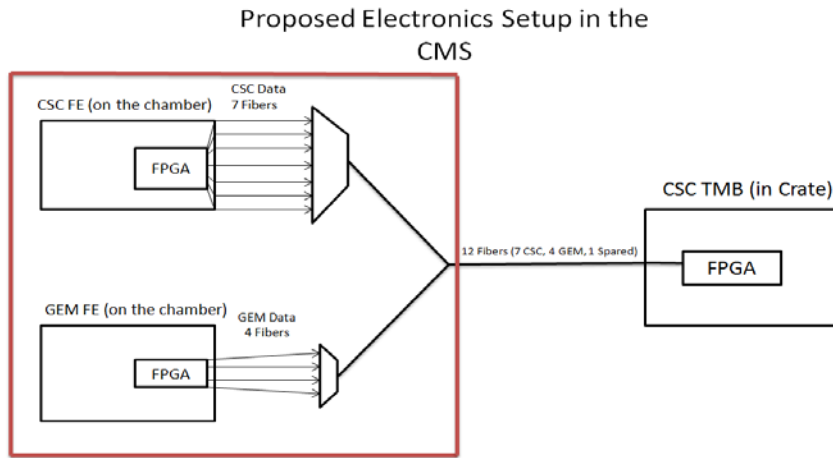 Proposed Electronics Setup in the
CMS
CSC Data
7 Fibers
CSC FE (on the chamber)
FPGA
CSC TMB (in Crate)
12 Fibers (7 CSC, 4 GEM, 1 Spared)
FPGA
GEM FE (on the chamber)
GEM Data
4 Fibers
FPGA